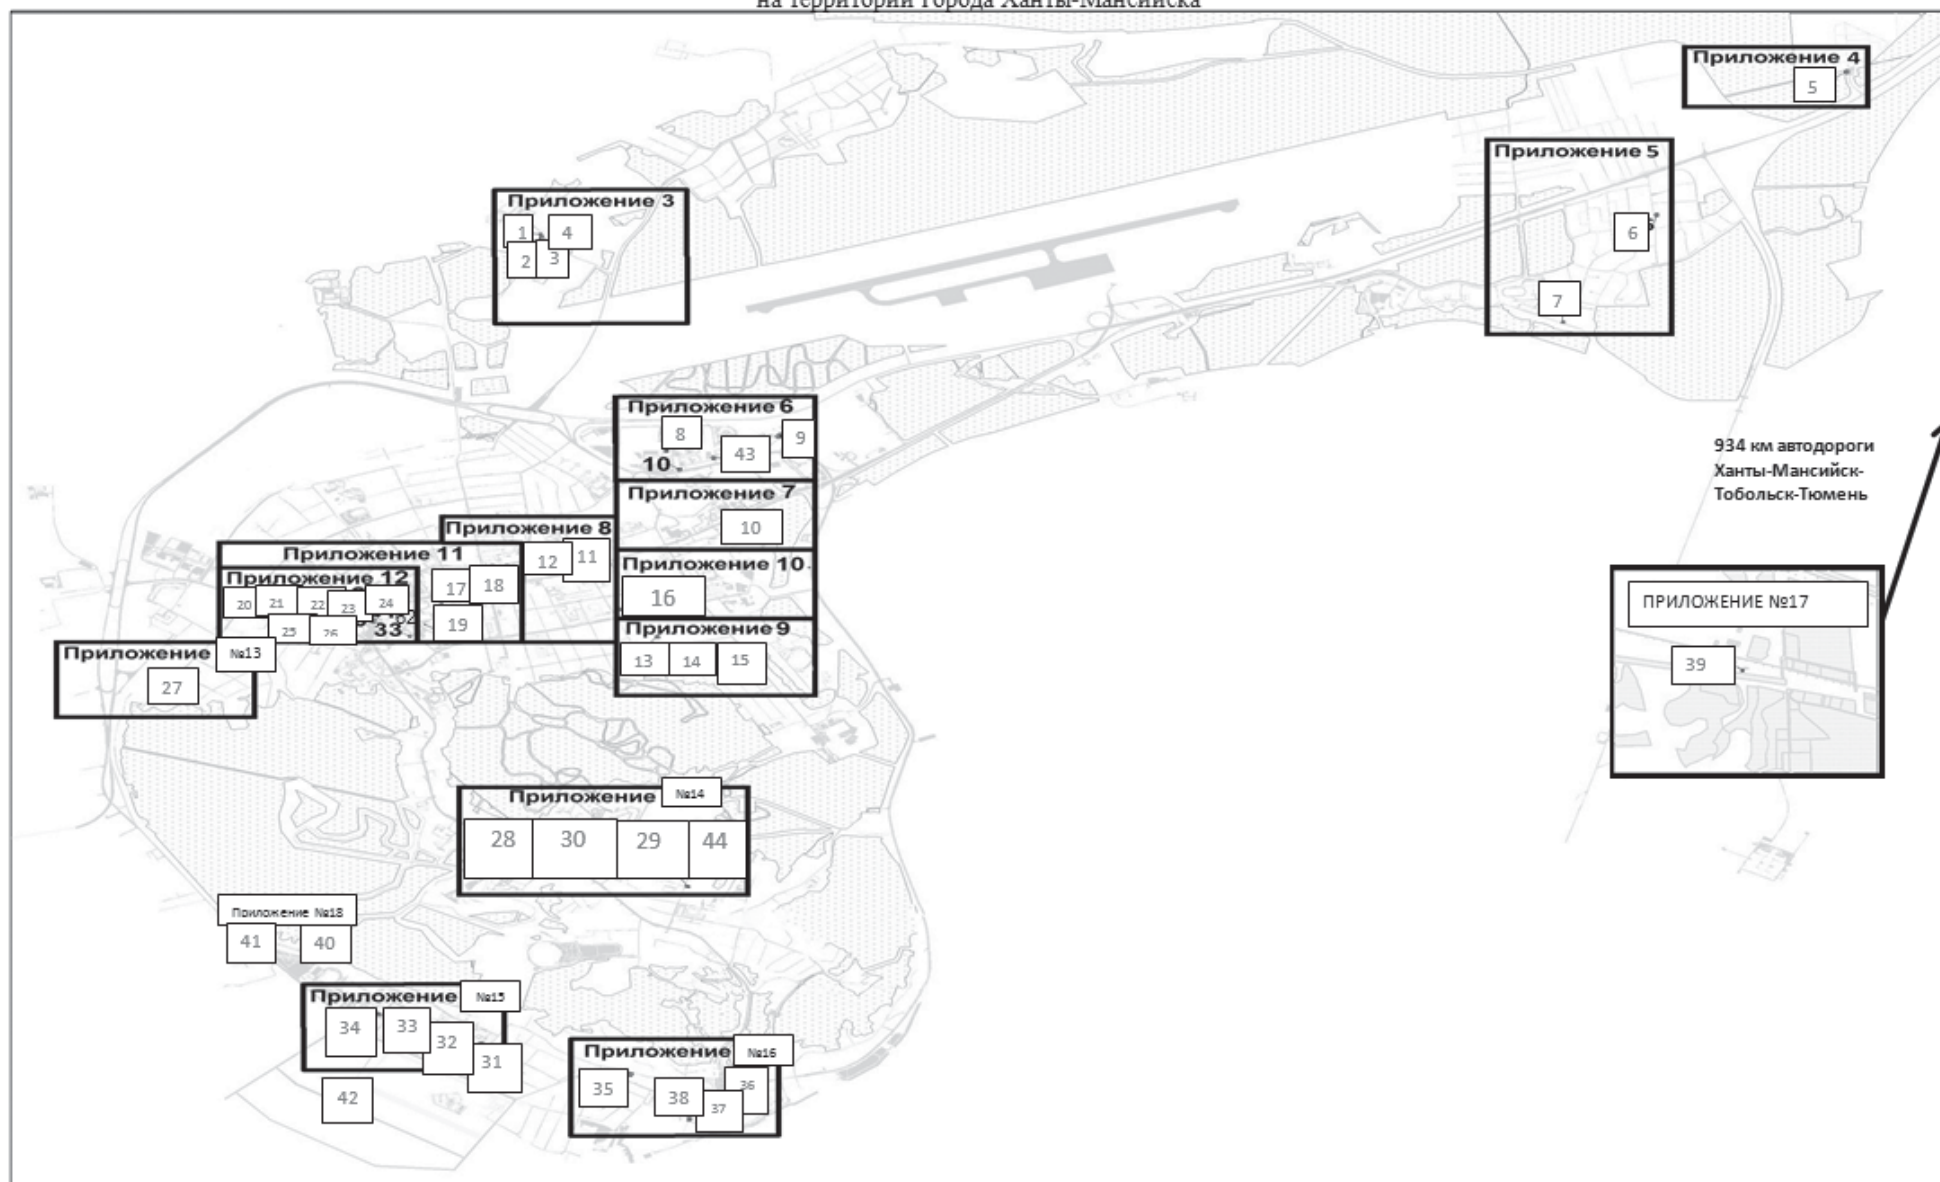 на территории города Ханты-Мансийска
Приложение 4
5
Приложение 5
6
7
Приложение 3
1
4
2
3
Приложение 6
8
43
9
10
Приложение 7
10
934 км автодороги
Ханты-Мансийск-
Тобольск-Тюмень
Приложение 8
12
11
Приложение 10
16
Приложение 11
17
18
19
Приложение 12
20
21
22
23
24
25
26
33
Приложение 9
13
14
15
ПРИЛОЖЕНИЕ №17
39
Приложение №13
27
Приложение №14
28
30
29
44
Приложение №18
41
40
Приложение №15
34
33
32
31
42
Приложение №16
35
38
36
37